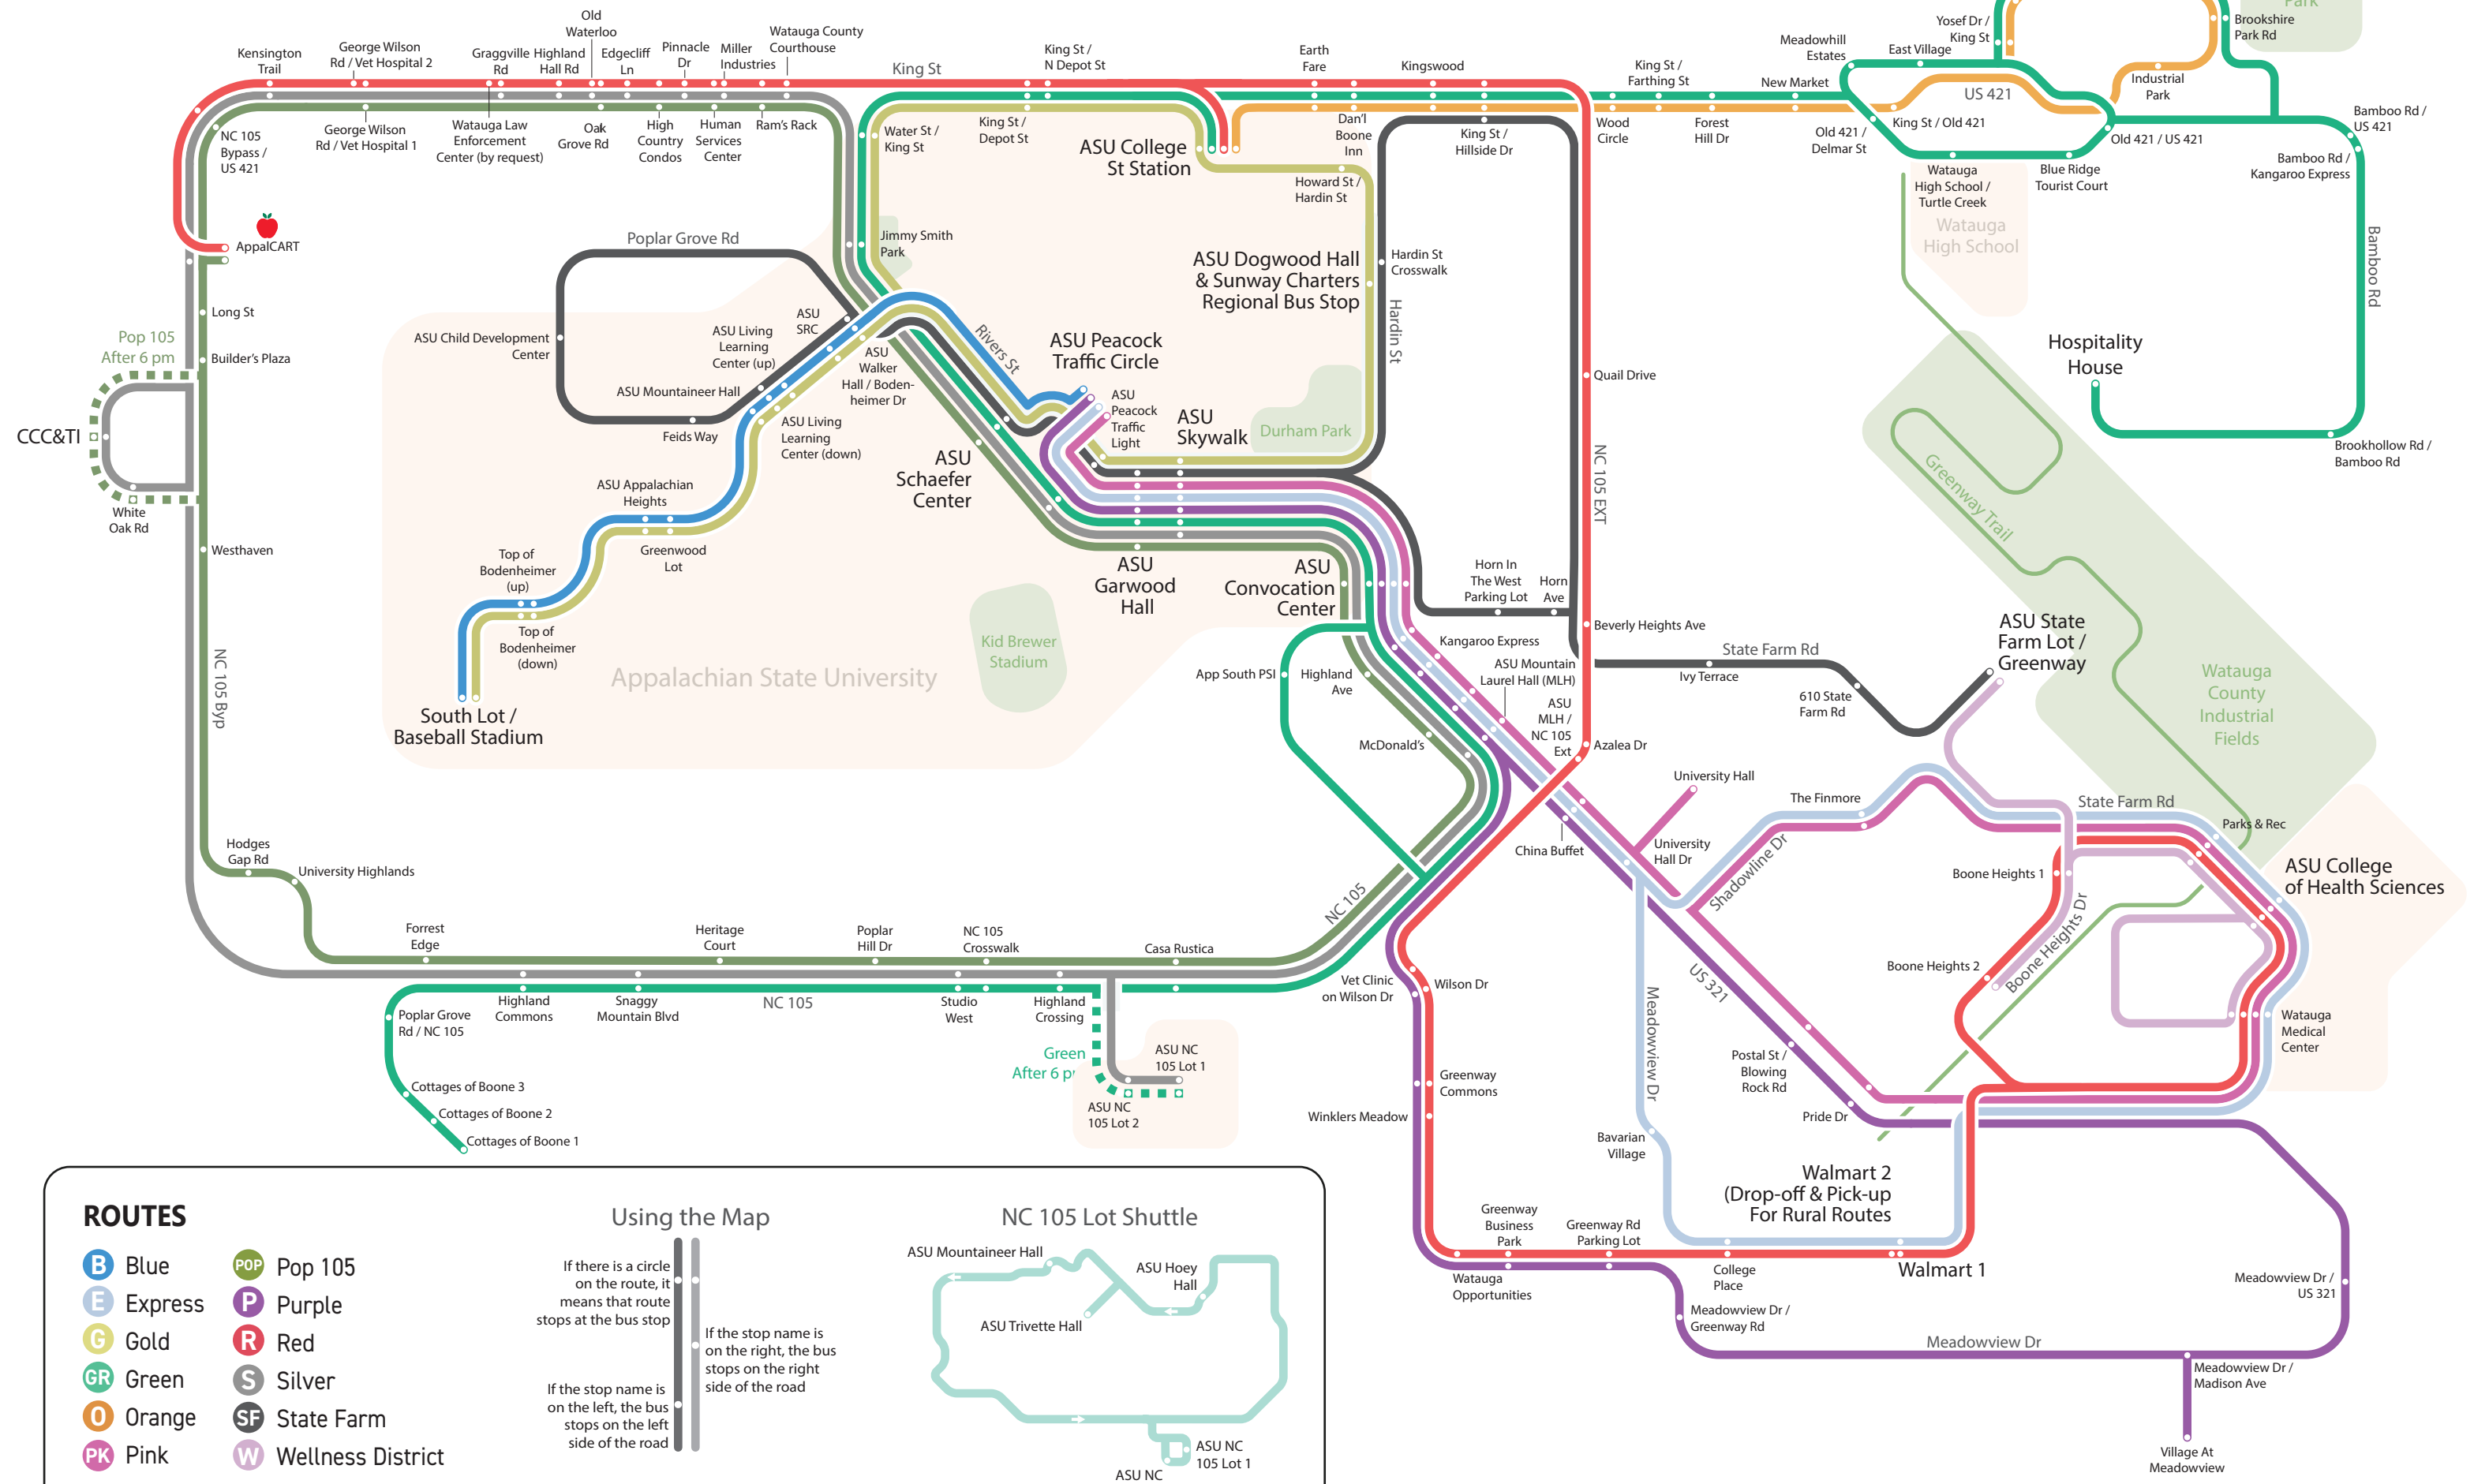 Old
Waterloo
Kensington
Trail
George Wilson
Rd / Vet Hospital 2
Graggville
Rd
Highland
Hall Rd
Edgecliff
Ln
Pinnacle
Dr
Miller
Industries
Watauga County
Courthouse
King St
King St /
N Depot St
Earth
Fare
Kingswood
King St /
Farthing St
Meadowhill
Estates
New Market
East Village
Yosef Dr /
King St
Park
Brookshire
Park Rd
Industrial
Park
US 421
Bamboo Rd /
US 421
Bamboo Rd /
Kangaroo Express
NC 105
Bypass /
US 421
George Wilson
Rd / Vet Hospital 1
Watauga Law
Enforcement
Center (by request)
Oak
Grove Rd
High
Country
Condos
Human
Services
Center
Ram's Rack
Water St /
King St
King St /
Depot St
ASU College
St Station
Dan'l
Boone
Inn
King St /
Hillside Dr
Wood
Circle
Forest
Hill Dr
Old 421 /
Delmar St
King St / Old 421
Old 421 / US 421
Watauga
High School /
Turtle Creek
Blue Ridge
Tourist Court
Watauga
High School
Howard St /
Hardin St
AppalCART
Poplar Grove Rd
Jimmy Smith
Park
ASU Dogwood Hall
& Sunway Charters
Regional Bus Stop
Hardin St
Crosswalk
Hardin St
Bamboo Rd
Long St
Pop 105
After 6 pm
Builder's Plaza
ASU Child Development
Center
ASU
SRC
ASU Living
Learning
Center (up)
ASU
Walker
Hall / Boden-
heimer Dr
Rivers St
ASU Peacock
Traffic Circle
ASU
Peacock
Traffic
Light
ASU
Skywalk
Durham Park
Quail Drive
Hospitality
House
Brookhollow Rd /
Bamboo Rd
Greenway Trail
CCC&TI
White
Oak Rd
Westhaven
ASU Mountaineer Hall
Feids Way
ASU Living
Learning
Center (down)
ASU
Schaefer
Center
ASU Appalachian
Heights
Greenwood
Lot
Top of
Bodenheimer
(up)
Top of
Bodenheimer
(down)
South Lot /
Baseball Stadium
Appalachian State University
Kid Brewer
Stadium
ASU
Garwood
Hall
ASU
Convocation
Center
NC 105 EXT
Horn In
The West
Parking Lot
Horn
Ave
Beverly Heights Ave
Kangaroo Express
ASU Mountain
Laurel Hall (MLH)
ASU
MLH /
NC 105
Ext
Azalea Dr
State Farm Rd
Ivy Terrace
610 State
Farm Rd
ASU State
Farm Lot /
Greenway
Watauga
County
Industrial
Fields
App South PSI
Highland
Ave
McDonald's
NC 105 Byp
Hodges
Gap Rd
University Highlands
Forrest
Edge
Heritage
Court
Poplar
Hill Dr
NC 105
Crosswalk
Casa Rustica
NC 105
China Buffet
University Hall
University
Hall Dr
The Finmore
Shadowline Dr
State Farm Rd
Parks & Rec
ASU College
of Health Sciences
Boone Heights 1
Boone Heights 2
Boone Heights Dr
Watauga
Medical
Center
Poplar Grove
Rd / NC 105
Highland
Commons
Snaggy
Mountain Blvd
NC 105
Studio
West
Highland
Crossing
Green
After 6 p
ASU NC
105 Lot 1
ASU NC
105 Lot 2
Cottages of Boone 3
Cottages of Boone 2
Cottages of Boone 1
Vet Clinic
on Wilson Dr
Wilson Dr
Greenway
Commons
Winklers Meadow
Meadowview Dr
US 321
Postal St /
Blowing
Rock Rd
Pride Dr
Bavarian
Village
Walmart 2
(Drop-off & Pick-up
For Rural Routes
Walmart 1
Greenway
Business
Park
Greenway Rd
Parking Lot
Watauga
Opportunities
College
Place
Meadowview Dr /
Greenway Rd
Meadowview Dr
Meadowview Dr /
US 321
Meadowview Dr /
Madison Ave
Village At
Meadowview
ROUTES
B Blue
E Express
G Gold
GR Green
O Orange
PK Pink
POP Pop 105
P Purple
R Red
S Silver
SF State Farm
W Wellness District
Using the Map
If there is a circle
on the route, it
means that route
stops at the bus stop
If the stop name is
on the right, the bus
stops on the right
side of the road
If the stop name is
on the left, the bus
stops on the left
side of the road
NC 105 Lot Shuttle
ASU Mountaineer Hall
ASU Hoey
Hall
ASU Trivette Hall
ASU NC
105 Lot 1
ASU NC